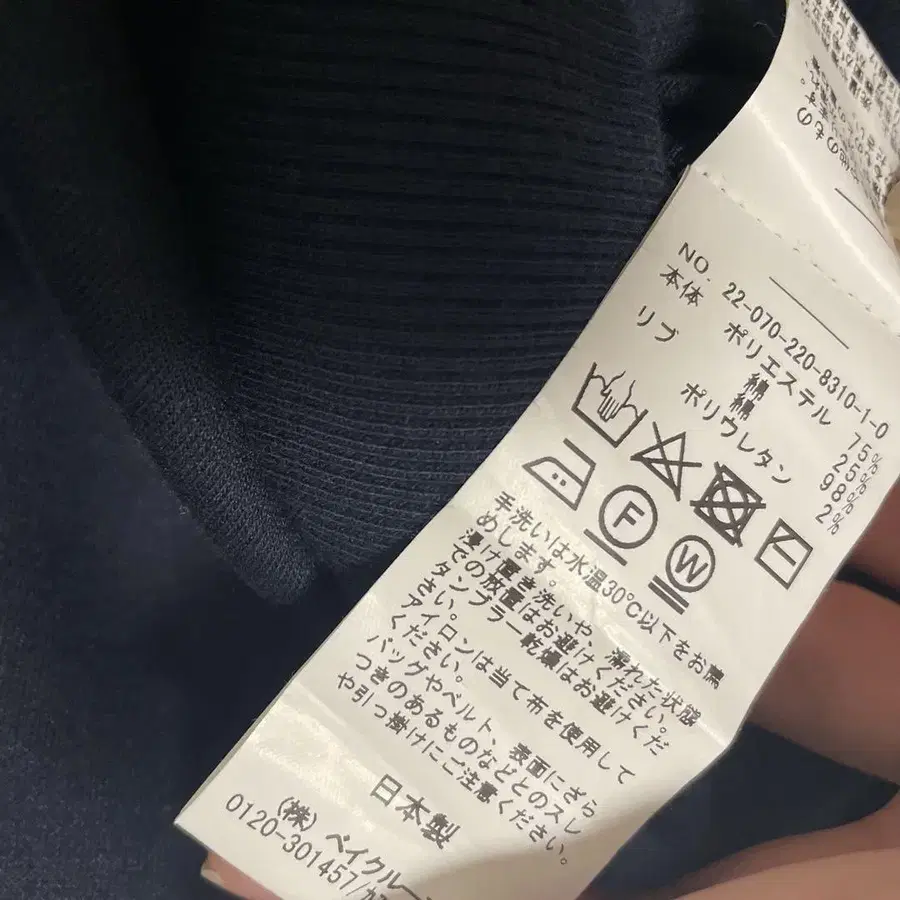 NO. 22-070-220-8310-1-0
本体 ポリエステル 75%
綿 25%
リブ 綿 98%
ポリウレタン 2%
F
W
手洗いは水温30℃以下をお薦
めします。
浸け置き洗いや、濡れた状態
での放置はお避けください。
タンブラー乾燥はお避けくだ
さい。
アイロンは当て布を使用して
ください。
バッグやベルト、表面にざら
つきのあるものなどとのスレ
や引っ掛けにご注意ください。
日本製
(株)ベイクルー
0120-301457/カ